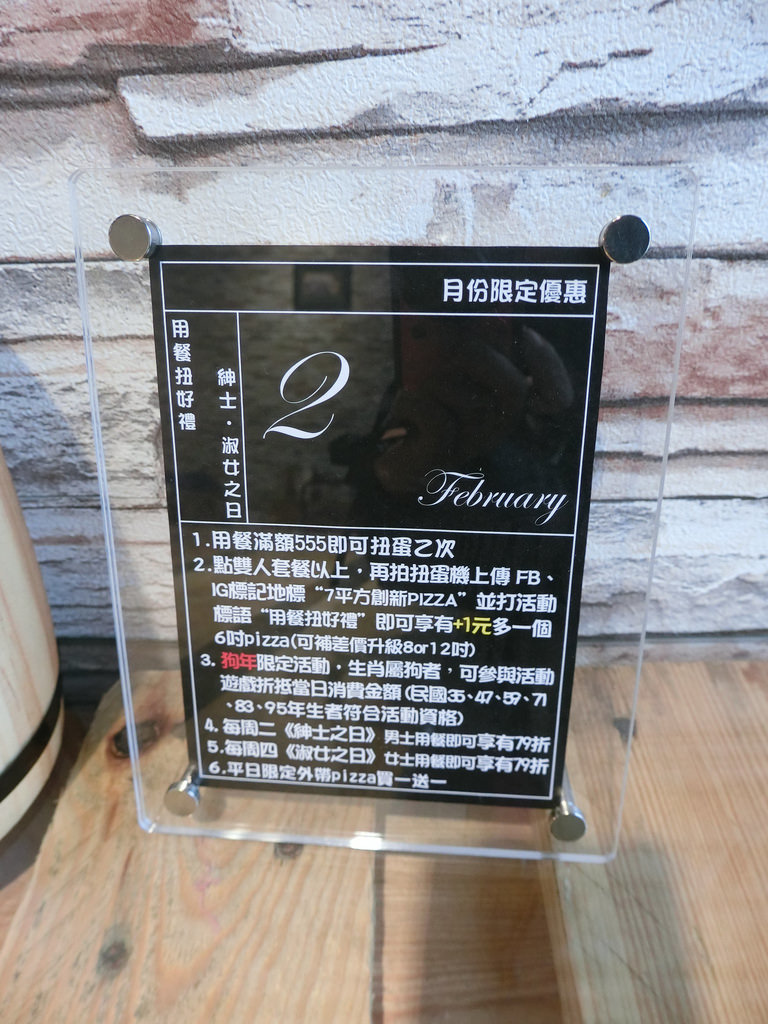 月份限定優惠
用餐扭好禮
紳士·淑女之日
2
February
1.用餐滿額555即可扭蛋乙次
2.點雙人套餐以上，再拍扭蛋機上傳 FB、
IG標記地標“7平方創新PIZZA”並打活動
標語“用餐扭好禮”即可享有+1元多一個
6吋pizza(可補差價升級8or12吋)
3.狗年限定活動，生肖屬狗者，可參與活動
遊戲折抵當日消費金額(民國35、47、59、71
、83、95年生者符合活動資格)
4.每周二《紳士之日》男士用餐即可享有79折
5.每周四《淑女之日》女士用餐即可享有79折
6.平日限定外帶pizza買一送一